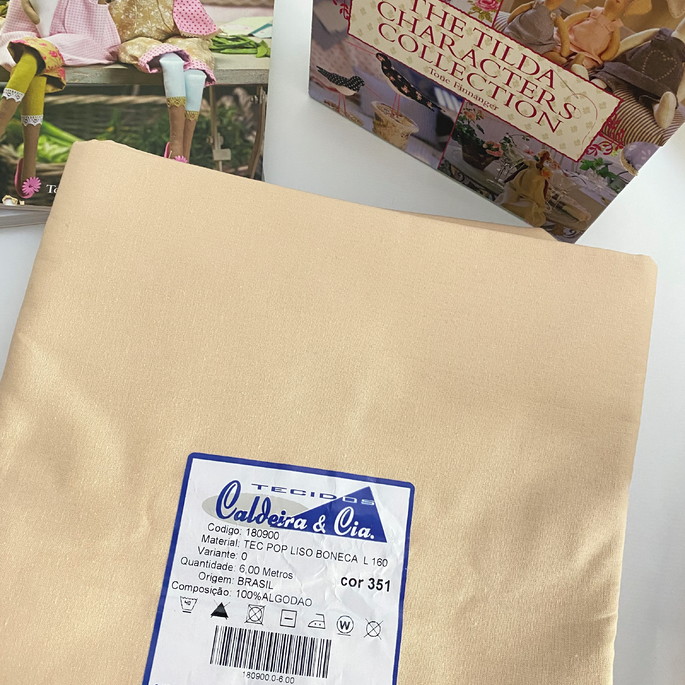 THE TILDA
CHARACTERS
COLLECTION
Tone Finnanger
TECIDOS
Caldeira & Cia.
Codigo: 180900
Material: TEC POP LISO BONECA L 160
Variante: 0
Quantidade: 6,00 Metros
cor 351
Origem: BRASIL
Composição: 100%ALGODAO
180900.0-6.00